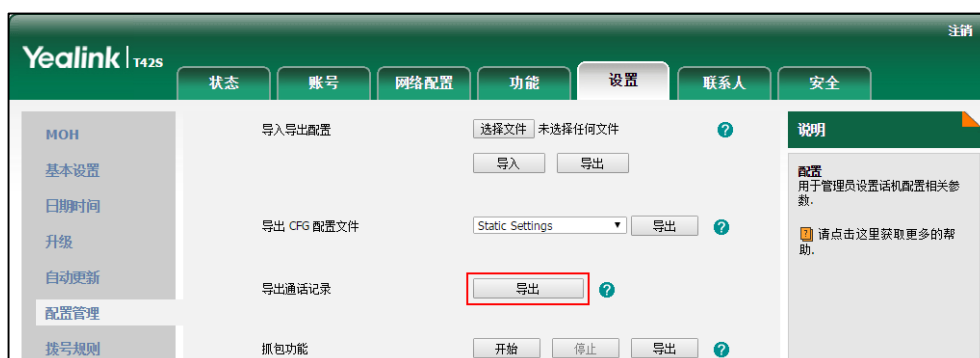 注销
Yealink | T42S
状态 账号 网络配置 功能 设置 联系人 安全
MOH
基本设置
日期时间
升级
自动更新
配置管理
拨号规则
导入导出配置 选择文件 未选择任何文件 ?
导入 导出
导出 CFG 配置文件 Static Settings 导出 ?
导出通话记录 导出 ?
抓包功能 开始 停止 导出 ?
说明
配置
用于管理员设置话机配置相关参
数.
? 请点击这里获取更多的帮
助.